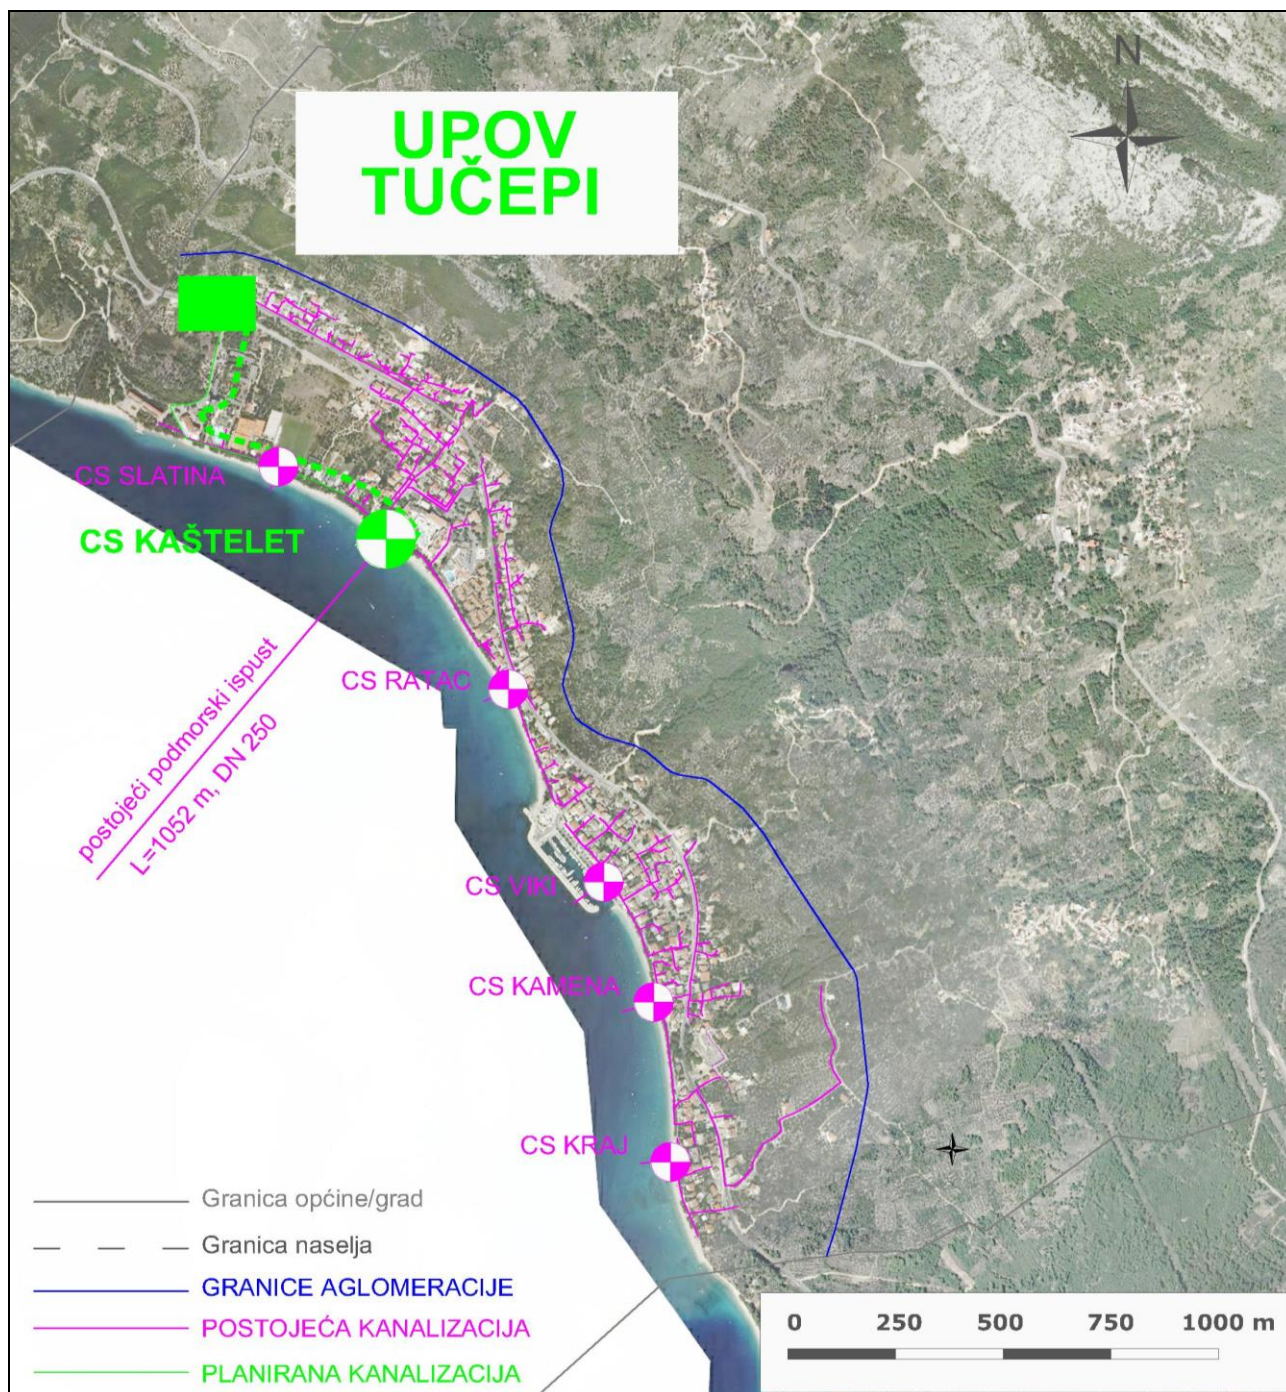 N
UPOV
TUČEPI
CS SLATINA
CS KAŠTELET
postojeći podmorski ispust
L=1052 m, DN 250
CS RATAC
CS VIKI
CS KAMENA
CS KRAJ
Granica općine/grad
Granica naselja
GRANICE AGLOMERACIJE
POSTOJEĆA KANALIZACIJA
PLANIRANA KANALIZACIJA
0 250 500 750 1000 m